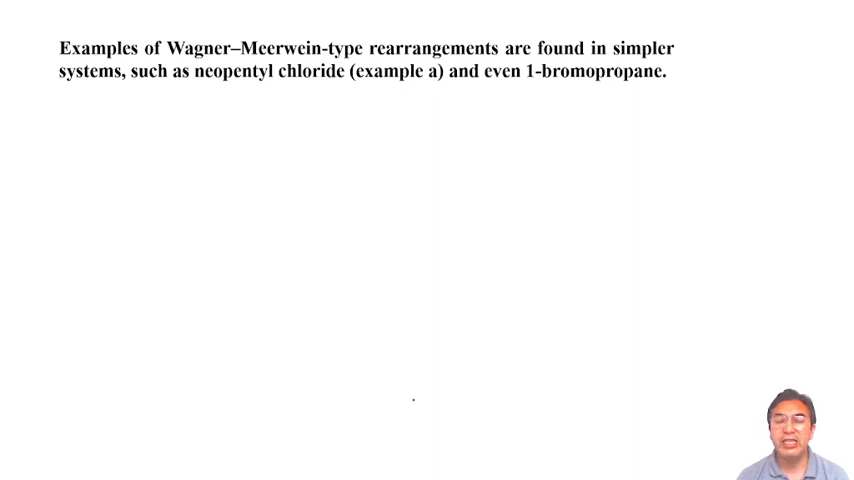 Examples of Wagner–Meerwein-type rearrangements are found in simpler
systems, such as neopentyl chloride (example a) and even 1-bromopropane.